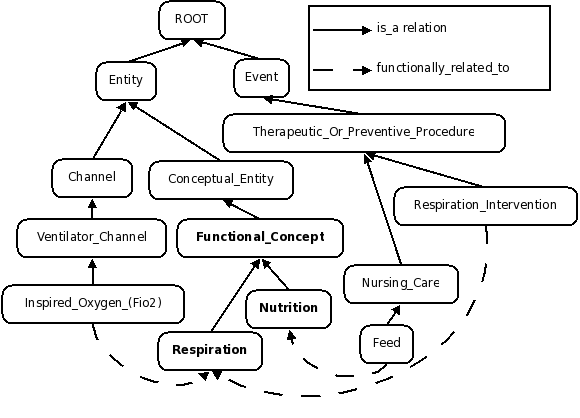 ROOT
is_a relation
functionally_related_to
Entity
Event
Therapeutic_Or_Preventive_Procedure
Channel
Conceptual_Entity
Respiration_Intervention
Ventilator_Channel
Functional_Concept
Nursing_Care
Inspired_Oxygen_(Fio2)
Nutrition
Respiration
Feed